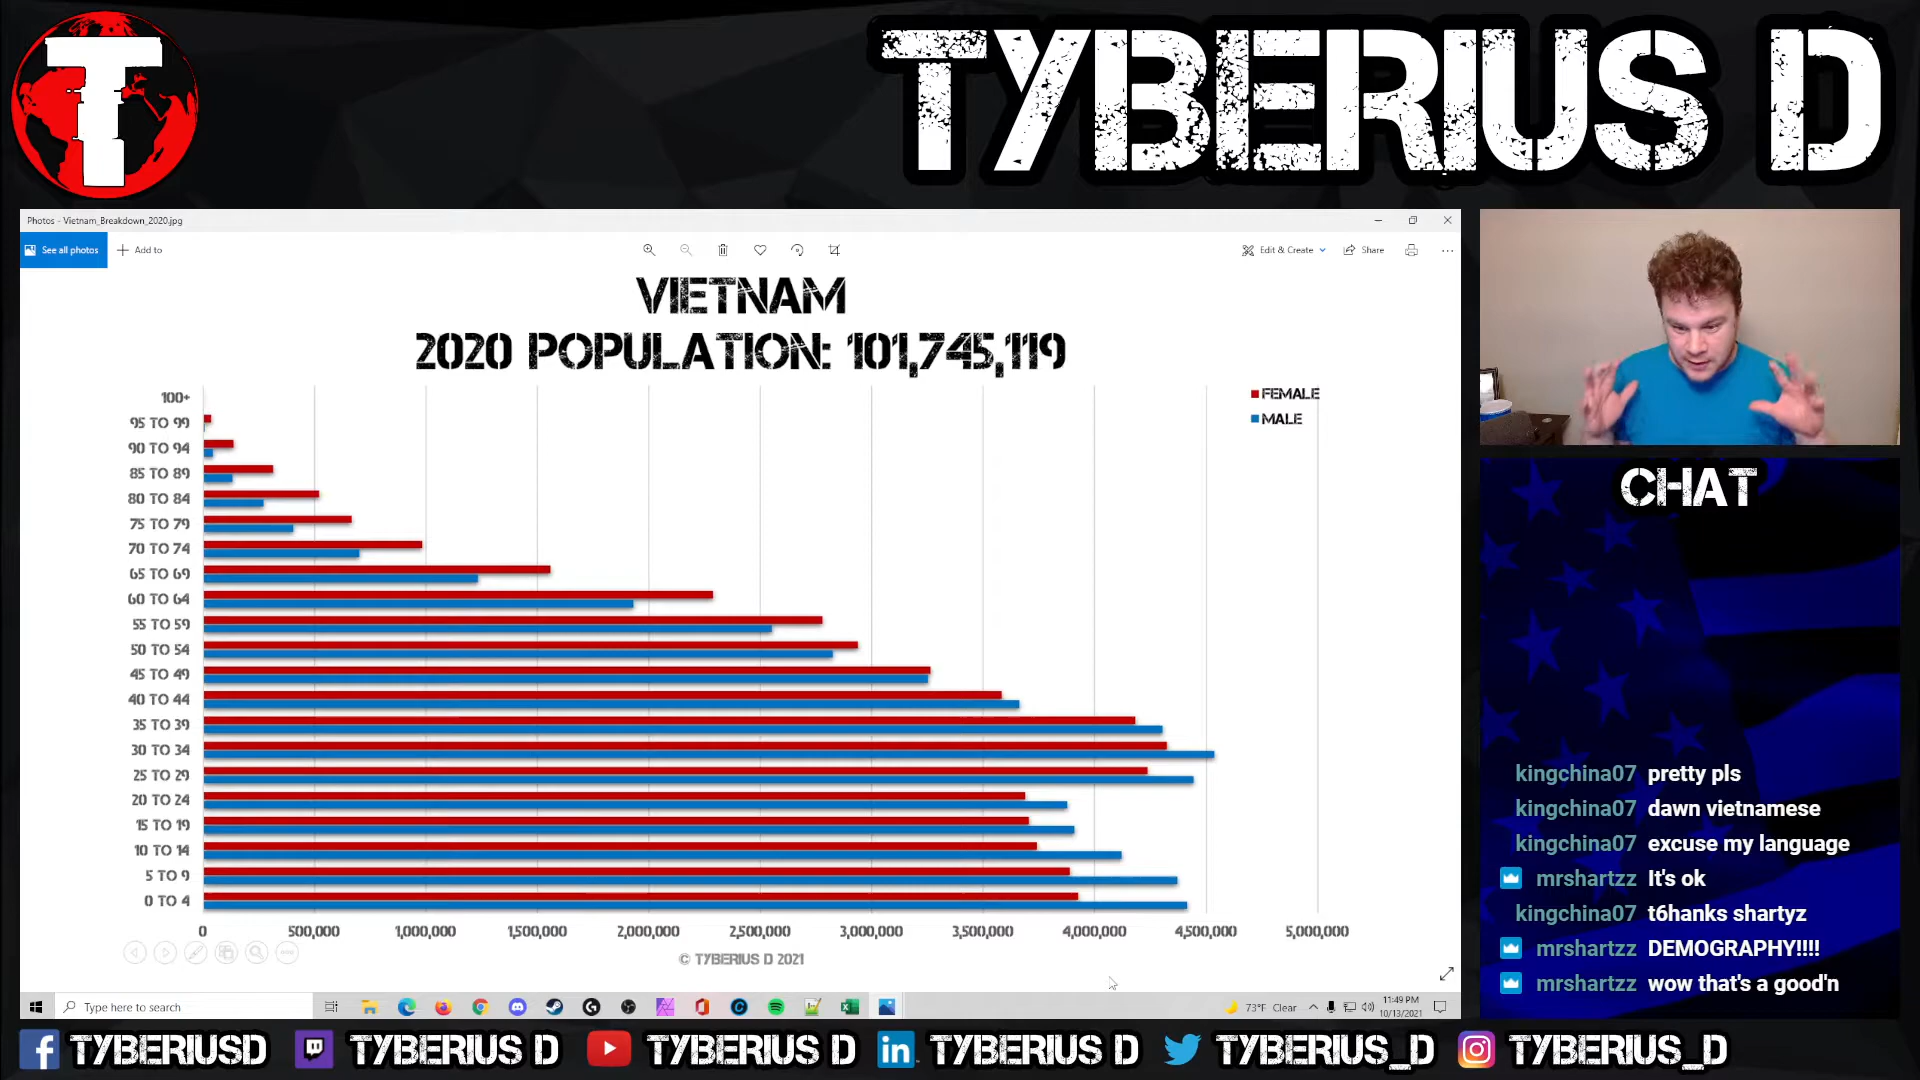 T
TYBERIUS D
Photos - Vietnam_Breakdown_2020.jpg
See all photos
Add to
Edit & Create
Share
VIETNAM
2020 POPULATION: 101,745,119
FEMALE
MALE
100+
95 TO 99
90 TO 94
85 TO 89
80 TO 84
75 TO 79
70 TO 74
65 TO 69
60 TO 64
55 TO 59
50 TO 54
45 TO 49
40 TO 44
35 TO 39
30 TO 34
25 TO 29
20 TO 24
15 TO 19
10 TO 14
5 TO 9
0 TO 4
0 500,000 1,000,000 1,500,000 2,000,000 2,500,000 3,000,000 3,500,000 4,000,000 4,500,000 5,000,000
© TYBERIUS D 2021
CHAT
kingchina07 pretty pls
kingchina07 dawn vietnamese
kingchina07 excuse my language
mrshartzz It's ok
kingchina07 t6hanks shartyz
mrshartzz DEMOGRAPHY!!!!
mrshartzz wow that's a good'n
Type here to search
73°F Clear
11:49 PM
10/13/2021
TYBERIUSD
TYBERIUS D
TYBERIUS D
TYBERIUS D
TYBERIUS_D
TYBERIUS_D